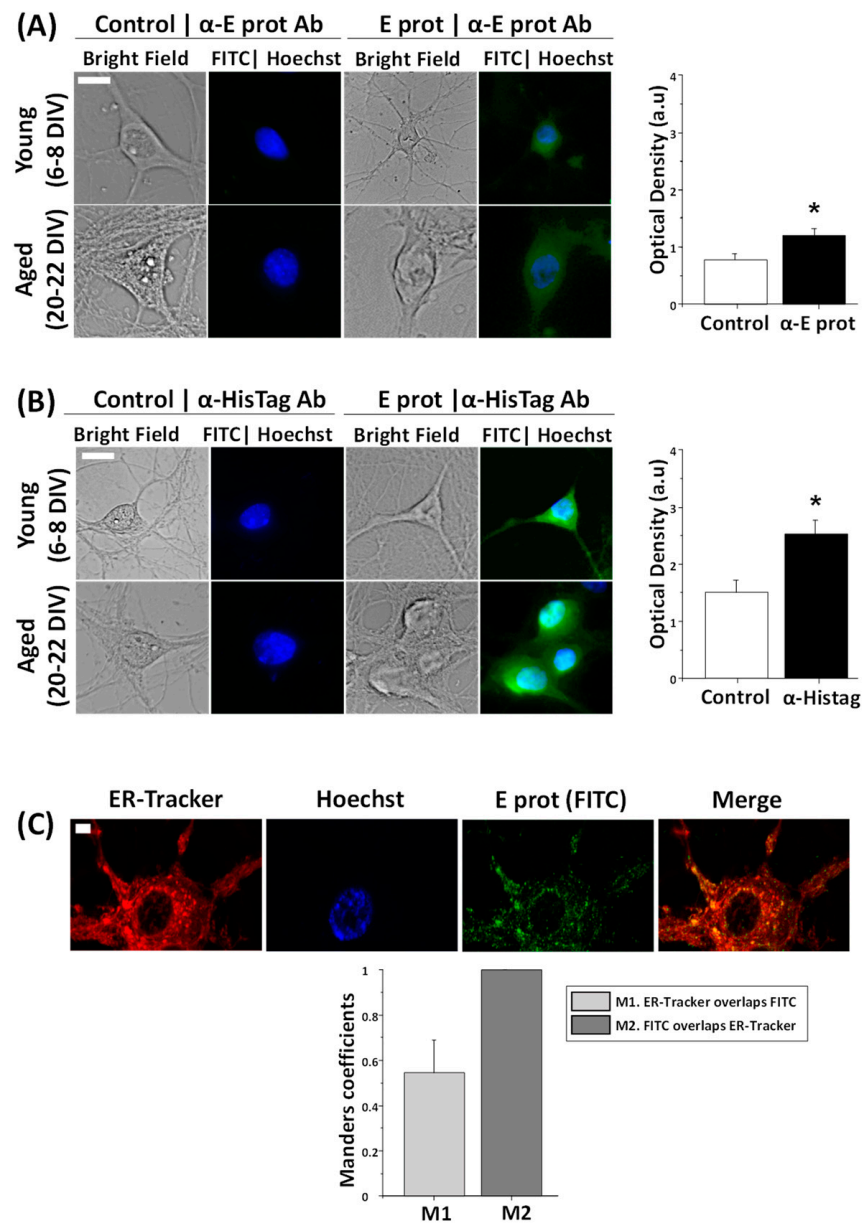 (A)
Control | α-E prot Ab
E prot | α-E prot Ab
Bright Field
FITC| Hoechst
Bright Field
FITC| Hoechst
Young
(6-8 DIV)
Aged
(20-22 DIV)
Optical Density (a.u)
4
3
2
1
0
*
Control
α-E prot
(B)
Control | α-HisTag Ab
E prot |α-HisTag Ab
Bright Field
FITC| Hoechst
Bright Field
FITC| Hoechst
Young
(6-8 DIV)
Aged
(20-22 DIV)
Optical Density (a.u)
4
3
2
1
0
*
Control
α-Histag
(C)
ER-Tracker
Hoechst
E prot (FITC)
Merge
Manders coefficients
1
0.8
0.6
0.4
0.2
0
M1
M2
M1. ER-Tracker overlaps FITC
M2. FITC overlaps ER-Tracker